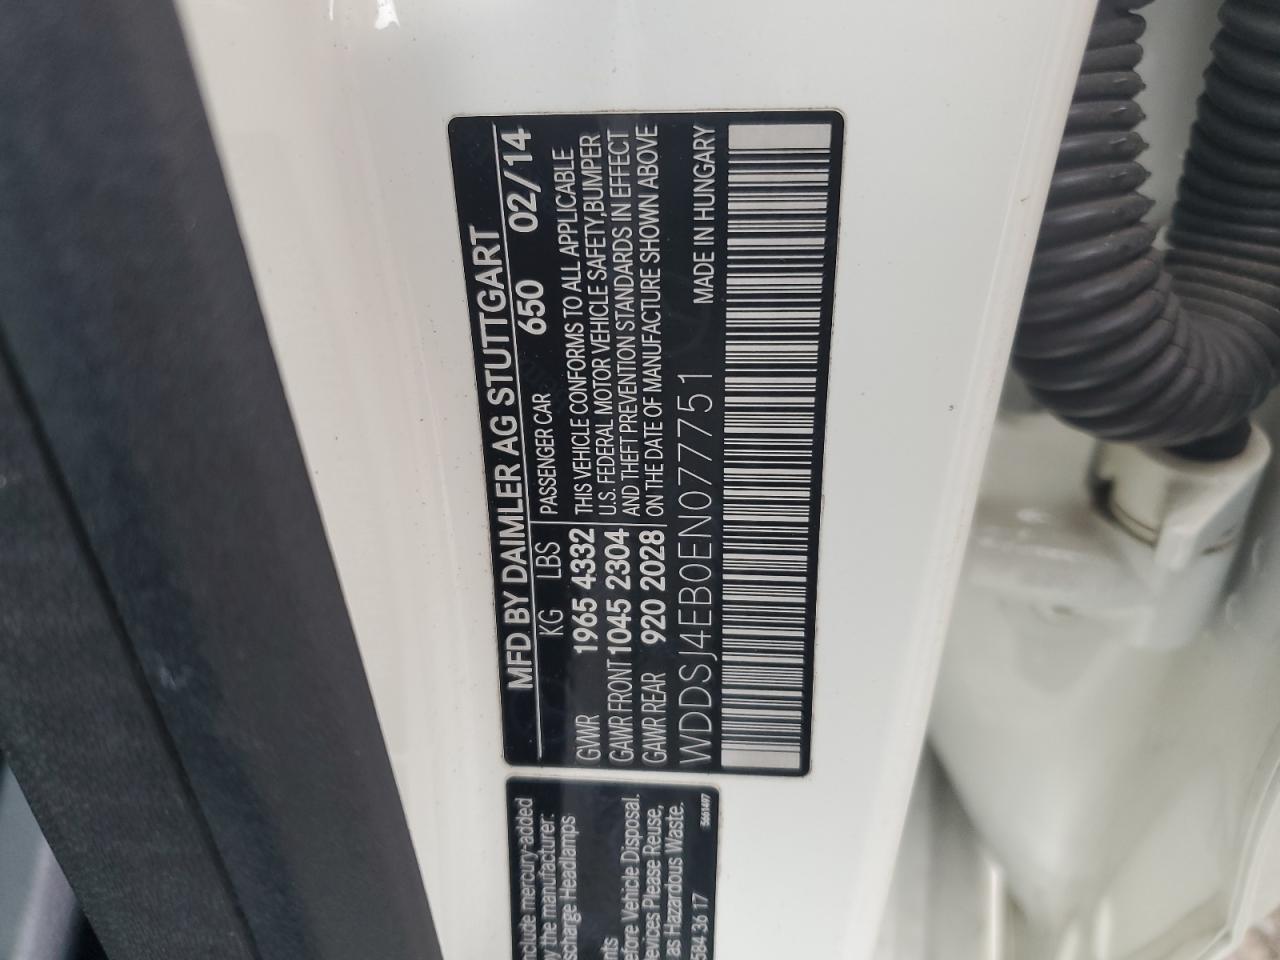 MFD BY DAIMLER AG STUTTGART
KG LBS PASSENGER CAR 650 02/14
GVWR 1965 4332 THIS VEHICLE CONFORMS TO ALL APPLICABLE
GAWR FRONT 1045 2304 U.S. FEDERAL MOTOR VEHICLE SAFETY,BUMPER
AND THEFT PREVENTION STANDARDS IN EFFECT
GAWR REAR 920 2028 ON THE DATE OF MANUFACTURE SHOWN ABOVE
WDDSJ4EB0EN077751 MADE IN HUNGARY
nclude mercury-added
y the manufacturer:
scharge Headlamps
nts
efore Vehicle Disposal.
evices Please Reuse,
as Hazardous Waste.
584 36 17 5661497